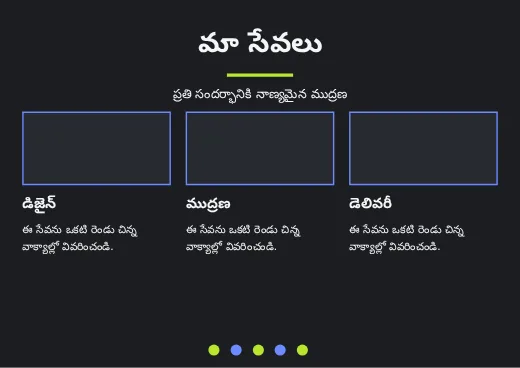 మా సేవలు
ప్రతి సందర్భానికి నాణ్యమైన ముద్రణ
డిజైన్
ఈ సేవను ఒకటి రెండు చిన్న
వాక్యాల్లో వివరించండి.
ముద్రణ
ఈ సేవను ఒకటి రెండు చిన్న
వాక్యాల్లో వివరించండి.
డెలివరీ
ఈ సేవను ఒకటి రెండు చిన్న
వాక్యాల్లో వివరించండి.